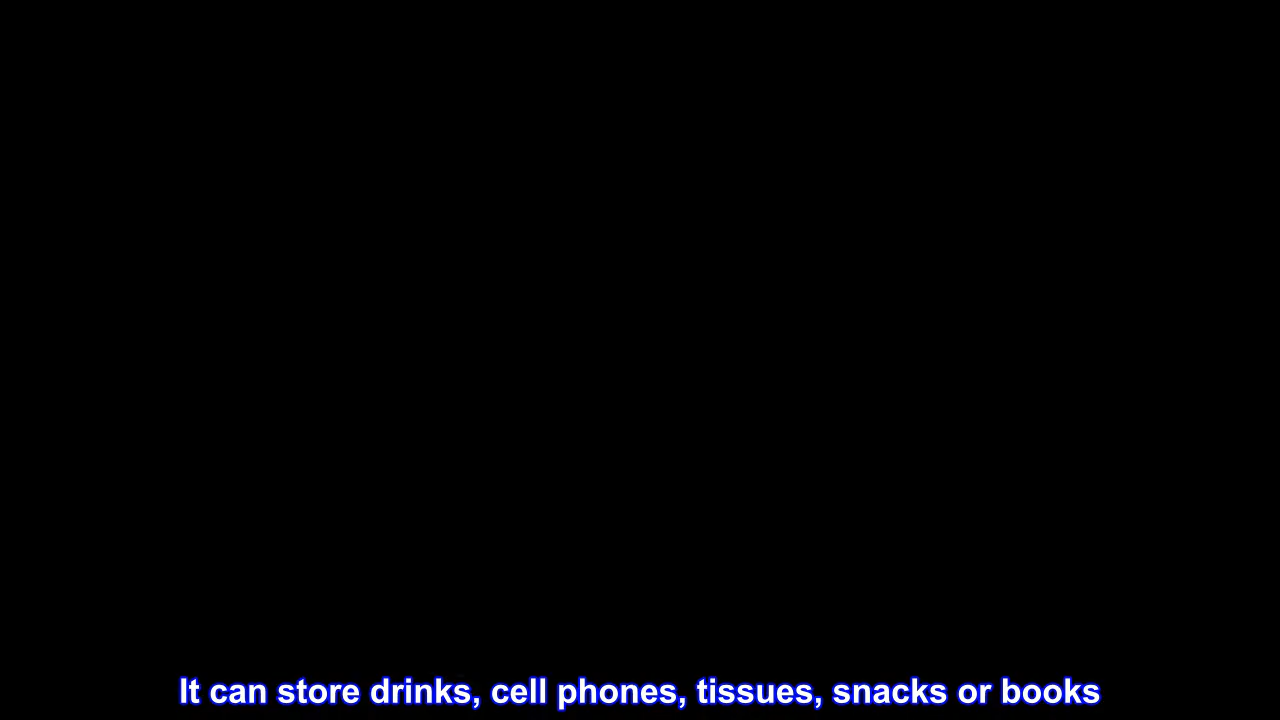 It can store drinks, cell phones, tissues, snacks or books